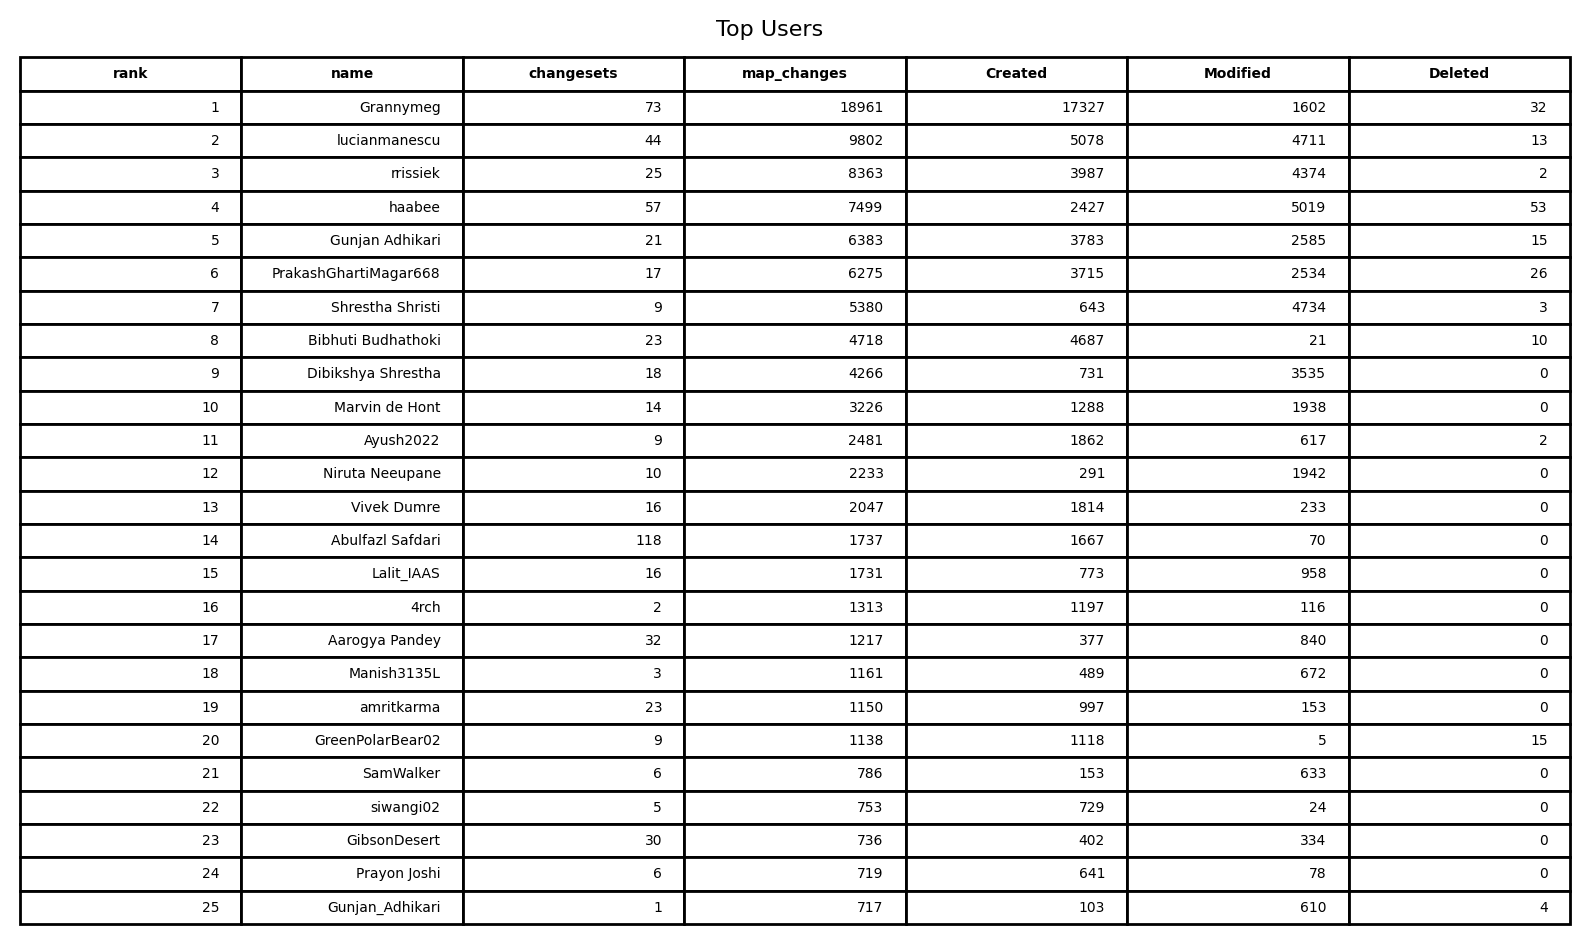 Top Users
rank name changesets map_changes Created Modified Deleted
1 Grannymeg 73 18961 17327 1602 32
2 lucianmanescu 44 9802 5078 4711 13
3 rrissiek 25 8363 3987 4374 2
4 haabee 57 7499 2427 5019 53
5 Gunjan Adhikari 21 6383 3783 2585 15
6 PrakashGhartiMagar668 17 6275 3715 2534 26
7 Shrestha Shristi 9 5380 643 4734 3
8 Bibhuti Budhathoki 23 4718 4687 21 10
9 Dibikshya Shrestha 18 4266 731 3535 0
10 Marvin de Hont 14 3226 1288 1938 0
11 Ayush2022 9 2481 1862 617 2
12 Niruta Neeupane 10 2233 291 1942 0
13 Vivek Dumre 16 2047 1814 233 0
14 Abulfazl Safdari 118 1737 1667 70 0
15 Lalit_IAAS 16 1731 773 958 0
16 4rch 2 1313 1197 116 0
17 Aarogya Pandey 32 1217 377 840 0
18 Manish3135L 3 1161 489 672 0
19 amritkarma 23 1150 997 153 0
20 GreenPolarBear02 9 1138 1118 5 15
21 SamWalker 6 786 153 633 0
22 siwangi02 5 753 729 24 0
23 GibsonDesert 30 736 402 334 0
24 Prayon Joshi 6 719 641 78 0
25 Gunjan_Adhikari 1 717 103 610 4